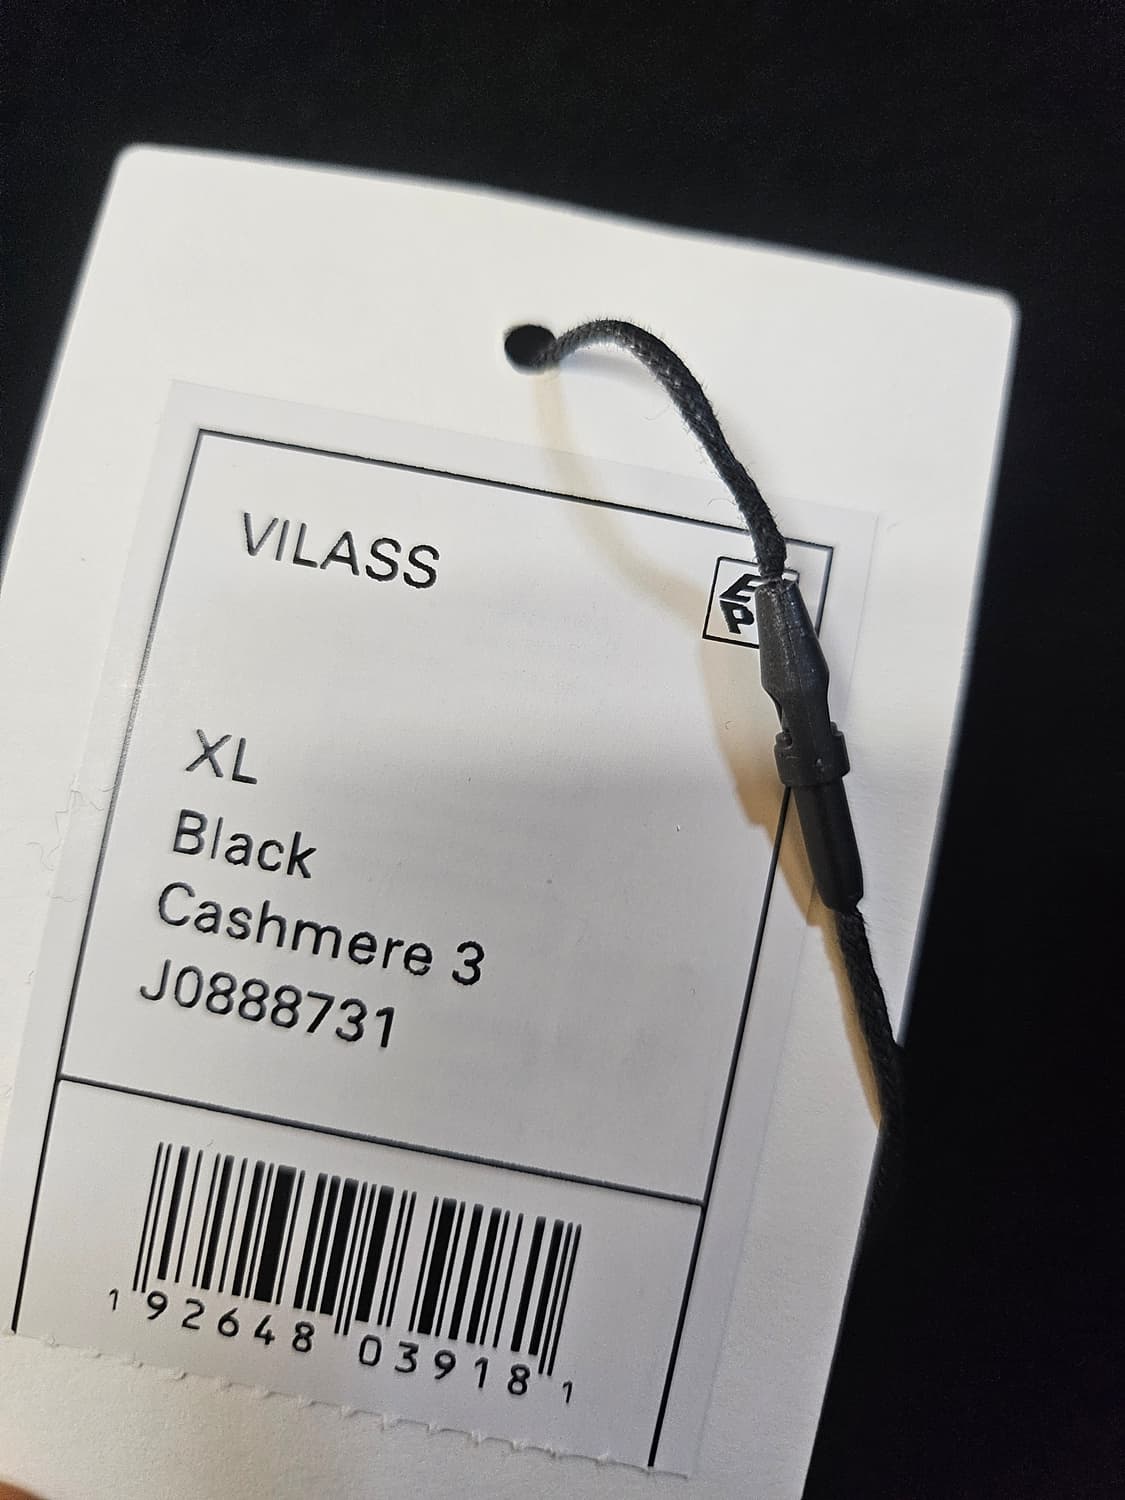 VILASS
XL
Black
Cashmere 3
J0888731
1 92648 03918 1